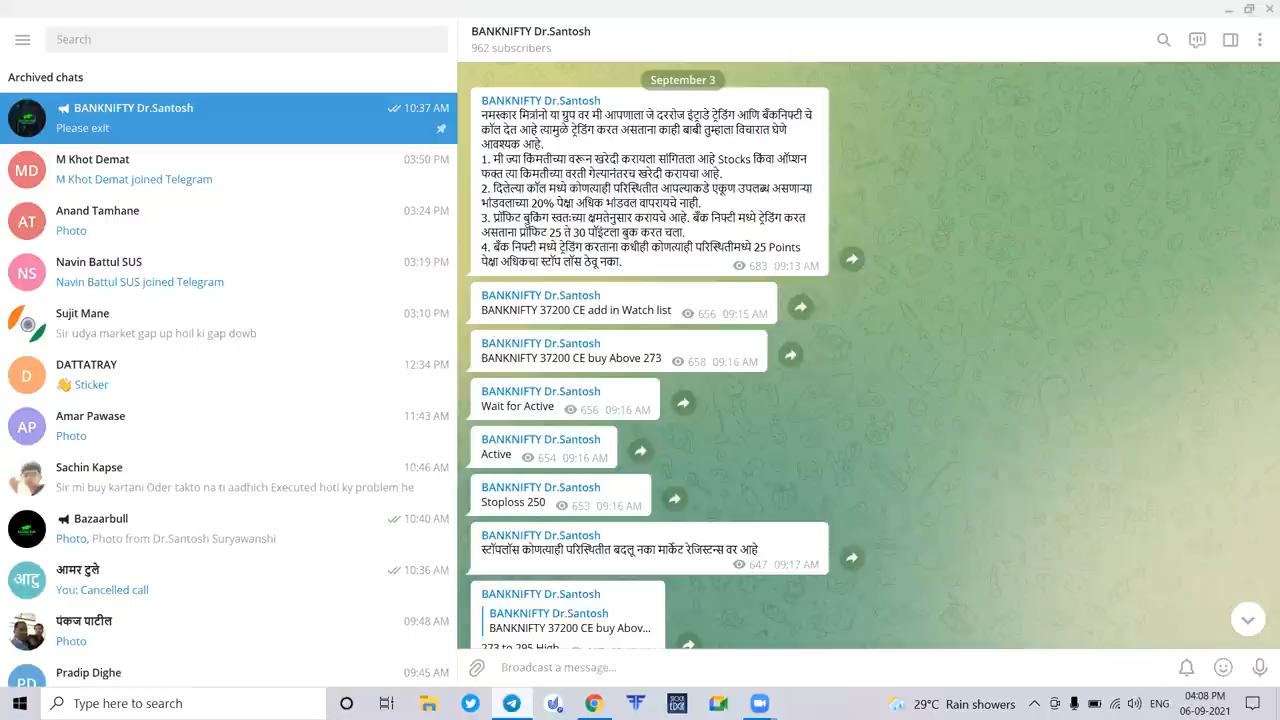 Search
Archived chats
BANKNIFTY Dr.Santosh
10:37 AM
Please exit
MD
M Khot Demat
03:50 PM
M Khot Demat joined Telegram
AT
Anand Tamhane
03:24 PM
Photo
NS
Navin Battul SUS
03:19 PM
Navin Battul SUS joined Telegram
Sujit Mane
03:10 PM
Sir udya market gap up hoil ki gap dowb
D
DATTATRAY
12:34 PM
👋 Sticker
AP
Amar Pawase
11:43 AM
Photo
Sachin Kapse
10:46 AM
Sir mi buy kartani Oder takto na ti aadhich Executed hoti ky problem he
Bazaarbull
10:40 AM
Photo, Photo from Dr.Santosh Suryawanshi
आटु
आमर टुले
10:36 AM
You: Cancelled call
पंकज पाटील
09:48 AM
Photo
PD
Pradip Dighe
09:45 AM
BANKNIFTY Dr.Santosh
962 subscribers
September 3
BANKNIFTY Dr.Santosh
नमस्कार मित्रांनो या ग्रुप वर मी आपणाला जे दररोज इंट्राडे ट्रेडिंग आणि बँकनिफ्टी चे
कॉल देत आहे त्यामुळे ट्रेडिंग करत असताना काही बाबी तुम्हाला विचारात घेणे
आवश्यक आहे.
1. मी ज्या किंमतीच्या वरून खरेदी करायला सांगितला आहे Stocks किंवा ऑप्शन
फक्त त्या किमतीच्या वरती गेल्यानंतरच खरेदी करायचा आहे.
2. दिलेल्या कॉल मध्ये कोणत्याही परिस्थितीत आपल्याकडे एकूण उपलब्ध असणाऱ्या
भांडवलाच्या 20% पेक्षा अधिक भांडवल वापरायचे नाही.
3. प्रॉफिट बुकिंग स्वतःच्या क्षमतेनुसार करायचे आहे. बँक निफ्टी मध्ये ट्रेडिंग करत
असताना प्रॉफिट 25 ते 30 पॉइंटला बुक करत चला.
4. बँक निफ्टी मध्ये ट्रेडिंग करताना कधीही कोणत्याही परिस्थितीमध्ये 25 Points
पेक्षा अधिकचा स्टॉप लॉस ठेवू नका.
683 09:13 AM
BANKNIFTY Dr.Santosh
BANKNIFTY 37200 CE add in Watch list 656 09:15 AM
BANKNIFTY Dr.Santosh
BANKNIFTY 37200 CE buy Above 273 658 09:16 AM
BANKNIFTY Dr.Santosh
Wait for Active 656 09:16 AM
BANKNIFTY Dr.Santosh
Active 654 09:16 AM
BANKNIFTY Dr.Santosh
Stoploss 250 653 09:16 AM
BANKNIFTY Dr.Santosh
स्टॉपलॉस कोणत्याही परिस्थितीत बदलू नका मार्केट रेजिस्टन्स वर आहे
647 09:17 AM
BANKNIFTY Dr.Santosh
BANKNIFTY Dr.Santosh
BANKNIFTY 37200 CE buy Abov...
273 to 295 High
Broadcast a message...
Type here to search
STOCK EDGE
29°C Rain showers
ENG
04:08 PM
06-09-2021